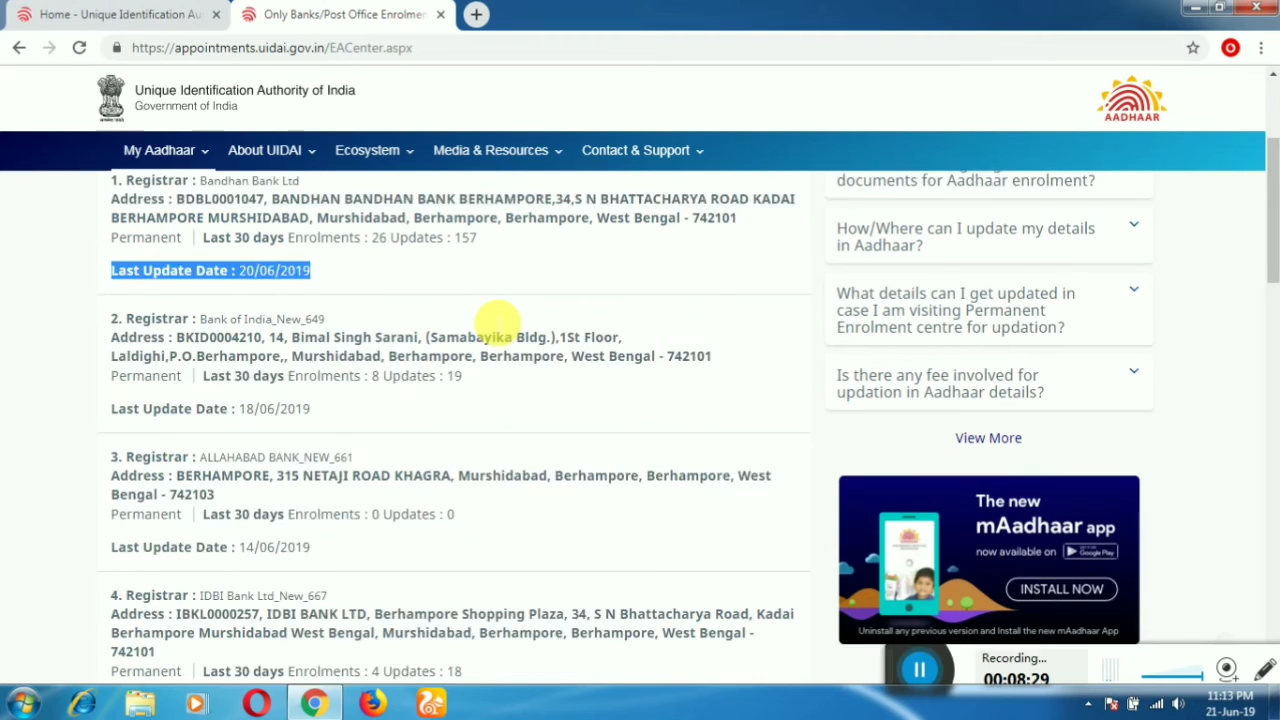 Home - Unique Identification Au
Only Banks/Post Office Enrolmen
https://appointments.uidai.gov.in/EACenter.aspx
Unique Identification Authority of India
Government of India
AADHAAR
My Aadhaar
About UIDAI
Ecosystem
Media & Resources
Contact & Support
1. Registrar : Bandhan Bank Ltd
Address : BDBL0001047, BANDHAN BANDHAN BANK BERHAMPORE,34,S N BHATTACHARYA ROAD KADAI
BERHAMPORE MURSHIDABAD, Murshidabad, Berhampore, Berhampore, West Bengal - 742101
Permanent | Last 30 days Enrolments : 26 Updates : 157
Last Update Date : 20/06/2019
2. Registrar : Bank of India_New_649
Address : BKID0004210, 14, Bimal Singh Sarani, (Samabayika Bldg.),1St Floor,
Laldighi,P.O.Berhampore,, Murshidabad, Berhampore, Berhampore, West Bengal - 742101
Permanent | Last 30 days Enrolments : 8 Updates : 19
Last Update Date : 18/06/2019
3. Registrar : ALLAHABAD BANK_NEW_661
Address : BERHAMPORE, 315 NETAJI ROAD KHAGRA, Murshidabad, Berhampore, Berhampore, West
Bengal - 742103
Permanent | Last 30 days Enrolments : 0 Updates : 0
Last Update Date : 14/06/2019
4. Registrar : IDBI Bank Ltd_New_667
Address : IBKL0000257, IDBI BANK LTD, Berhampore Shopping Plaza, 34, S N Bhattacharya Road, Kadai
Berhampore Murshidabad West Bengal, Murshidabad, Berhampore, Berhampore, West Bengal -
742101
Permanent | Last 30 days Enrolments : 4 Updates : 18
documents for Aadhaar enrolment?
How/Where can I update my details
in Aadhaar?
What details can I get updated in
case I am visiting Permanent
Enrolment centre for updation?
Is there any fee involved for
updation in Aadhaar details?
View More
The new
mAadhaar app
now available on
Google Play
INSTALL NOW
Uninstall any previous version and Install the new mAadhaar App
Recording...
00:08:29
11:13 PM
21-Jun-19